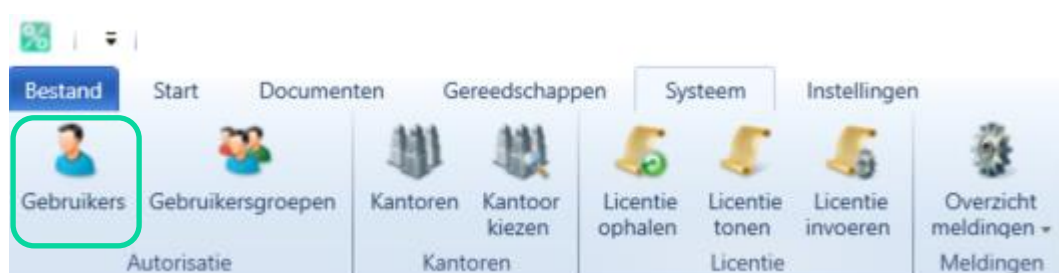 Bestand Start Documenten Gereedschappen Systeem Instellingen
Gebruikers Gebruikersgroepen Kantoren Kantoor kiezen Licentie ophalen Licentie tonen Licentie invoeren Overzicht meldingen
Autorisatie Kantoren Licentie Meldingen